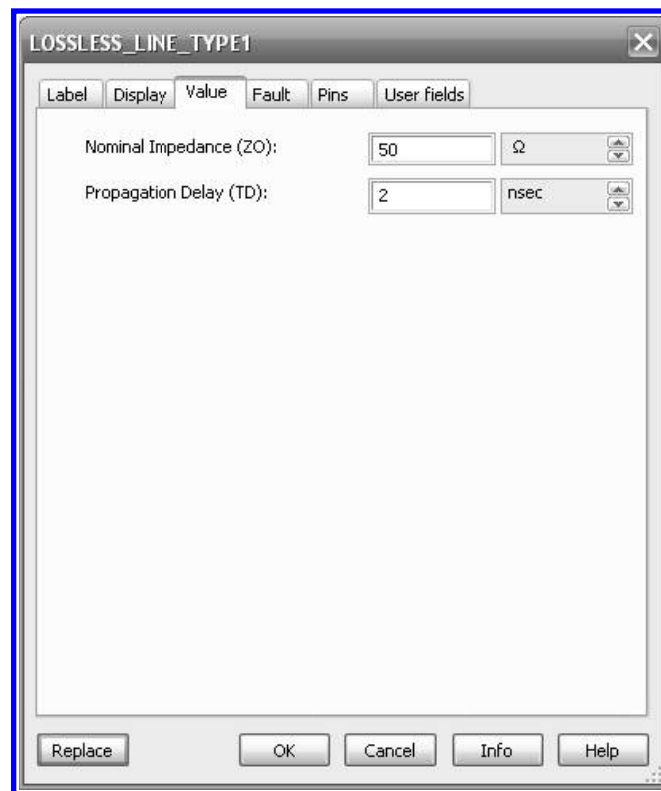 LOSSLESS_LINE_TYPE1
Label Display Value Fault Pins User fields
Nominal Impedance (ZO): 50 Ω
Propagation Delay (TD): 2 nsec
Replace OK Cancel Info Help